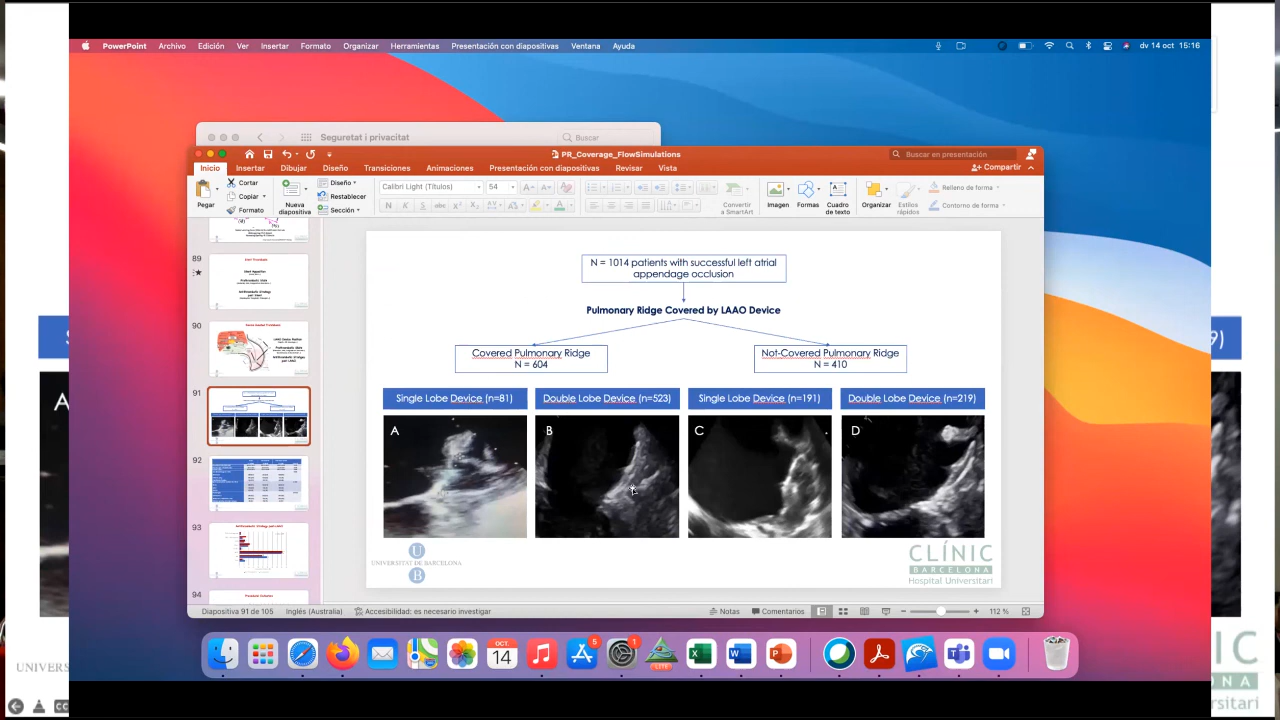 PowerPoint Archivo Edición Ver Insertar Formato Organizar Herramientas Presentación con diapositivas Ventana Ayuda
dv 14 oct 15:16
Seguretat i privacitat
Buscar
PR_Coverage_FlowSimulations
Buscar en presentación
Inicio Insertar Dibujar Diseño Transiciones Animaciones Presentación con diapositivas Revisar Vista
Compartir
Pegar
Cortar
Copiar
Formato
Nueva
diapositiva
Diseño
Restablecer
Sección
Calibri Light (Títulos) 54
Convertir
a SmartArt
Imagen
Formas
Cuadro
de texto
Organizar
Estilos
rápidos
Relleno de forma
Contorno de forma
89
90
91
92
93
94
N = 1014 patients with successful left atrial
appendage occlusion
Pulmonary Ridge Covered by LAAO Device
Covered Pulmonary Ridge
N = 604
Not-Covered Pulmonary Ridge
N = 410
Single Lobe Device (n=81)
Double Lobe Device (n=523)
Single Lobe Device (n=191)
Double Lobe Device (n=219)
A
B
C
D
U
UNIVERSITAT DE BARCELONA
B
CLÍNIC
BARCELONA
Hospital Universitari
Diapositiva 91 de 105 Inglés (Australia) Accesibilidad: es necesario investigar Notas Comentarios 112 %
OCT.
14
5
1
LITE